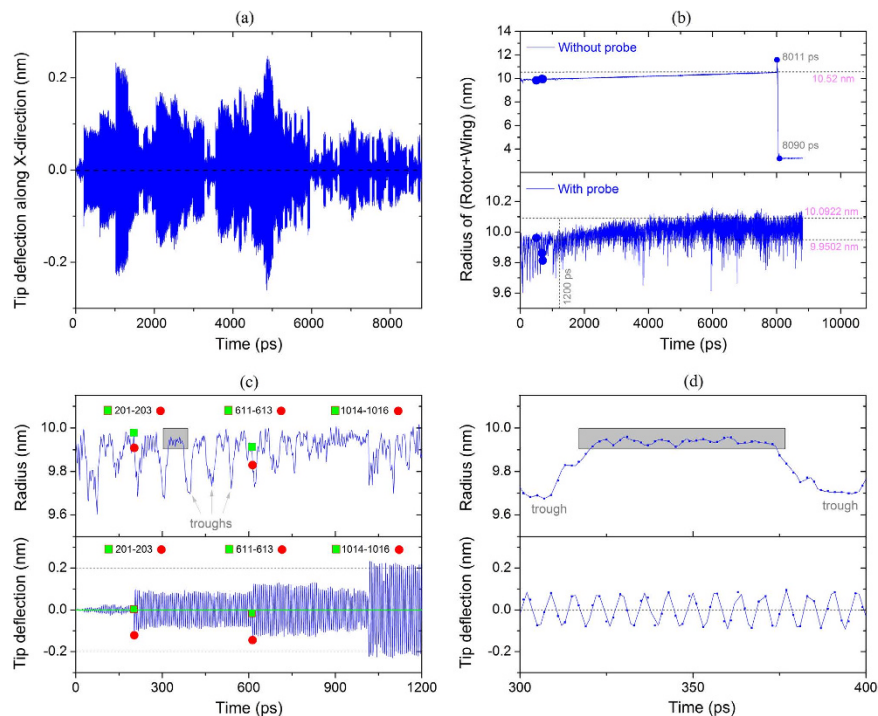 (a)
Tip deflection along X-direction (nm)
0.2
0.0
-0.2
0
2000
4000
6000
8000
Time (ps)
(b)
Radius of (Rotor+Wing) (nm)
14
12
10
8
6
4
Without probe
8011 ps
10.52 nm
8090 ps
10.2
10.1
10.0
9.9
9.8
9.6
With probe
10.0922 nm
9.9502 nm
1200 ps
0
2000
4000
6000
8000
10000
Time (ps)
(c)
Radius (nm)
10.0
9.8
9.6
201-203
611-613
1014-1016
troughs
Tip deflection (nm)
0.2
0.0
-0.2
201-203
611-613
1014-1016
0
300
600
900
1200
Time (ps)
(d)
Radius (nm)
10.0
9.8
9.6
trough
trough
Tip deflection (nm)
0.2
0.0
-0.2
300
325
350
375
400
Time (ps)